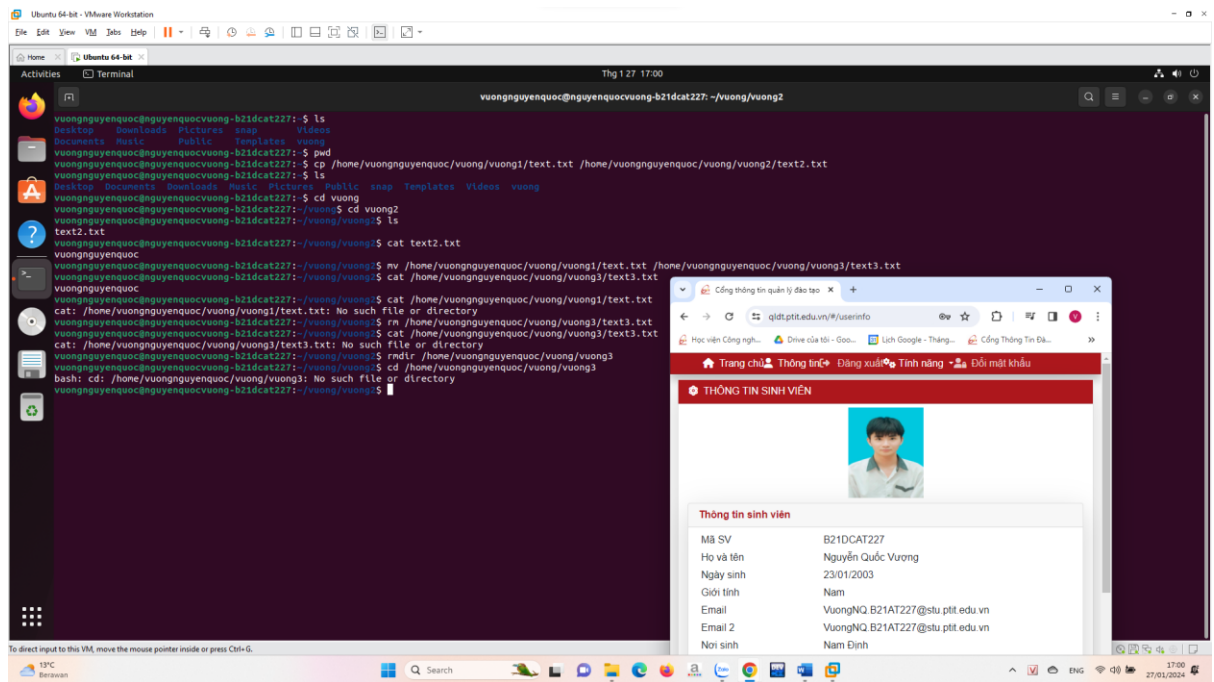 Ubuntu 64-bit - VMware Workstation
File Edit View VM Tabs Help
Home Ubuntu 64-bit
Activities Terminal Thg 1 27 17:00
vuongnguyenquoc@nguyenquocvuong-b21dcat227: ~/vuong/vuong2
vuongnguyenquoc@nguyenquocvuong-b21dcat227:~$ ls
Desktop Downloads Pictures snap Videos
Documents Music Public Templates vuong
vuongnguyenquoc@nguyenquocvuong-b21dcat227:~$ pwd
vuongnguyenquoc@nguyenquocvuong-b21dcat227:~$ cp /home/vuongnguyenquoc/vuong/vuong1/text.txt /home/vuongnguyenquoc/vuong/vuong2/text2.txt
vuongnguyenquoc@nguyenquocvuong-b21dcat227:~$ ls
Desktop Documents Downloads Music Pictures Public snap Templates Videos vuong
vuongnguyenquoc@nguyenquocvuong-b21dcat227:~$ cd vuong
vuongnguyenquoc@nguyenquocvuong-b21dcat227:~/vuong$ cd vuong2
vuongnguyenquoc@nguyenquocvuong-b21dcat227:~/vuong/vuong2$ ls
text2.txt
vuongnguyenquoc@nguyenquocvuong-b21dcat227:~/vuong/vuong2$ cat text2.txt
vuongnguyenquoc
vuongnguyenquoc@nguyenquocvuong-b21dcat227:~/vuong/vuong2$ mv /home/vuongnguyenquoc/vuong/vuong1/text.txt /home/vuongnguyenquoc/vuong/vuong3/text3.txt
vuongnguyenquoc@nguyenquocvuong-b21dcat227:~/vuong/vuong2$ cat /home/vuongnguyenquoc/vuong/vuong3/text3.txt
vuongnguyenquoc
vuongnguyenquoc@nguyenquocvuong-b21dcat227:~/vuong/vuong2$ cat /home/vuongnguyenquoc/vuong/vuong1/text.txt
cat: /home/vuongnguyenquoc/vuong/vuong1/text.txt: No such file or directory
vuongnguyenquoc@nguyenquocvuong-b21dcat227:~/vuong/vuong2$ rm /home/vuongnguyenquoc/vuong/vuong3/text3.txt
vuongnguyenquoc@nguyenquocvuong-b21dcat227:~/vuong/vuong2$ cat /home/vuongnguyenquoc/vuong/vuong3/text3.txt
cat: /home/vuongnguyenquoc/vuong/vuong3/text3.txt: No such file or directory
vuongnguyenquoc@nguyenquocvuong-b21dcat227:~/vuong/vuong2$ rmdir /home/vuongnguyenquoc/vuong/vuong3
vuongnguyenquoc@nguyenquocvuong-b21dcat227:~/vuong/vuong2$ cd /home/vuongnguyenquoc/vuong/vuong3
bash: cd: /home/vuongnguyenquoc/vuong/vuong3: No such file or directory
vuongnguyenquoc@nguyenquocvuong-b21dcat227:~/vuong/vuong2$
Cổng thông tin quản lý đào tạo
qldt.ptit.edu.vn/#/userinfo
Học viện Công ngh... Drive của tôi - Goo... Lịch Google - Tháng... Cổng Thông Tin Đà...
Trang chủ Thông tin Đăng xuất Tính năng Đổi mật khẩu
THÔNG TIN SINH VIÊN
Thông tin sinh viên
Mã SV B21DCAT227
Họ và tên Nguyễn Quốc Vượng
Ngày sinh 23/01/2003
Giới tính Nam
Email VuongNQ.B21AT227@stu.ptit.edu.vn
Email 2 VuongNQ.B21AT227@stu.ptit.edu.vn
Nơi sinh Nam Định
To direct input to this VM, move the mouse pointer inside or press Ctrl+G.
13°C
Berawan
Search
ENG
17:00
27/01/2024